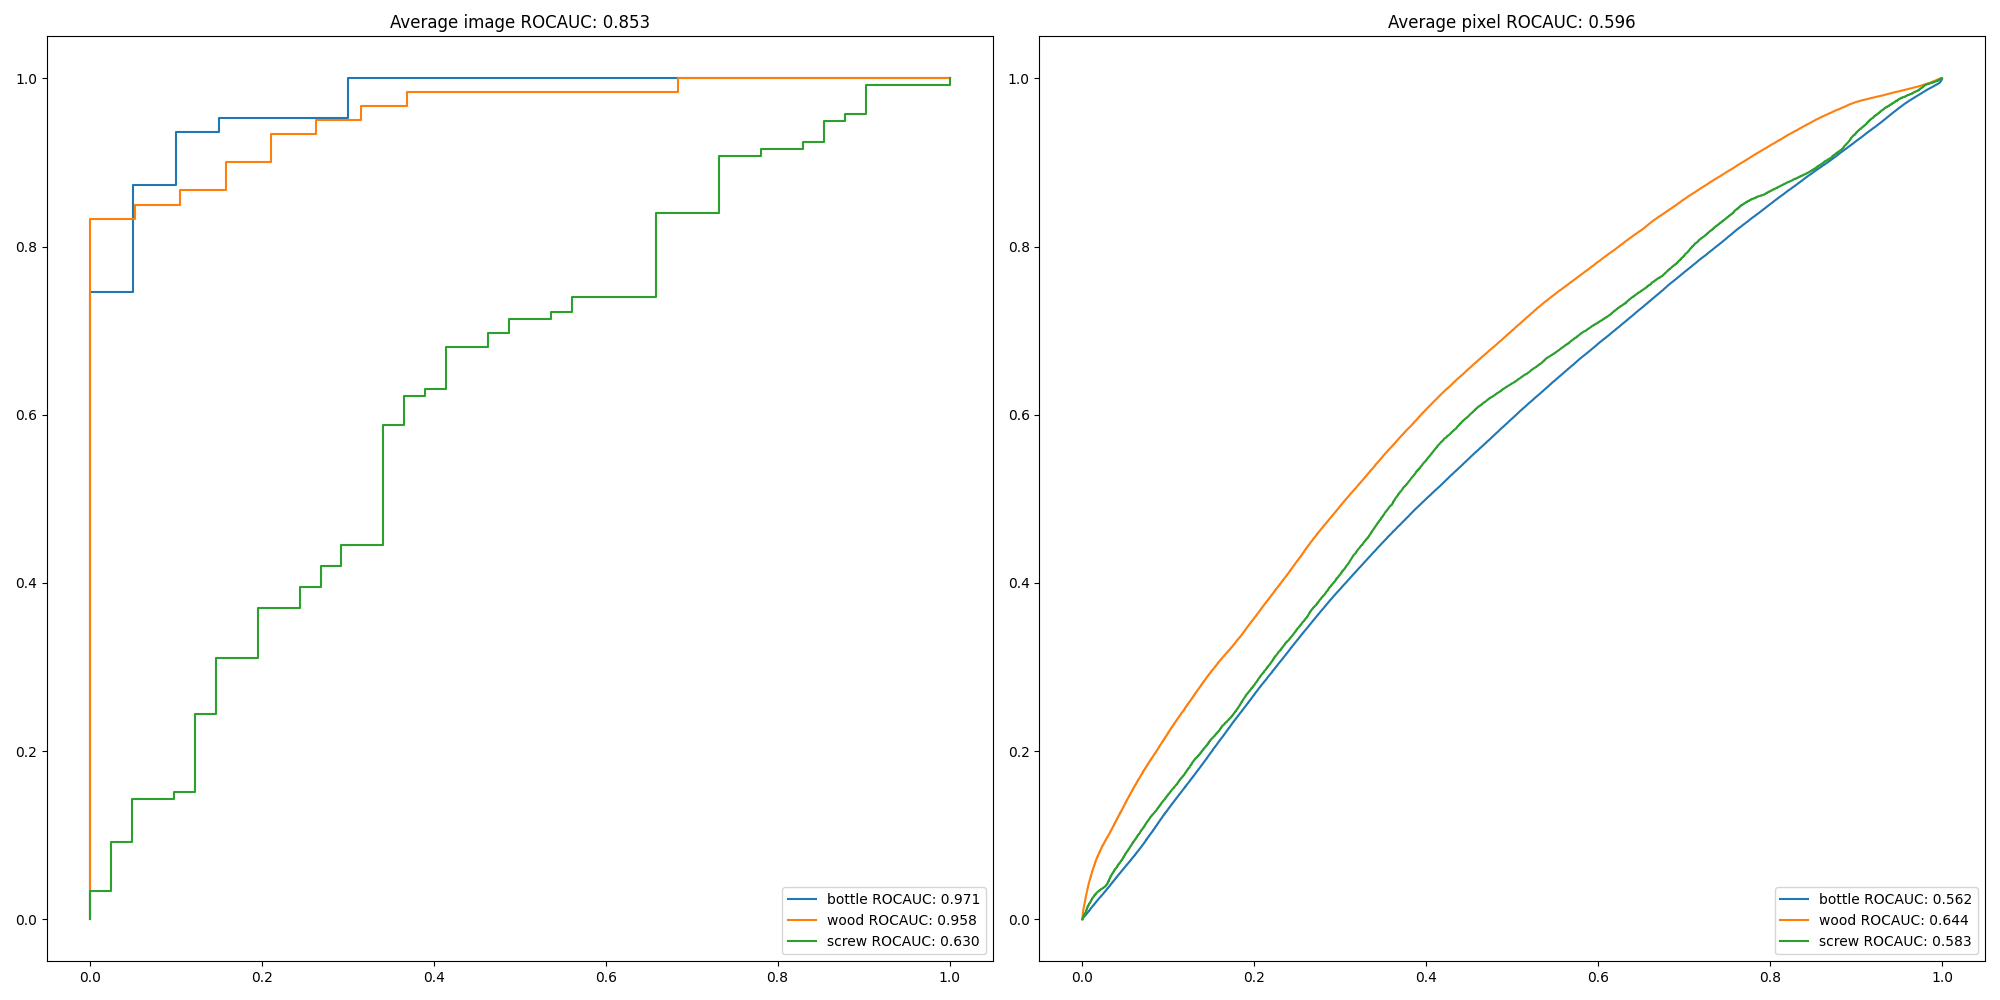 Average image ROCAUC: 0.853
1.0
0.8
0.6
0.4
0.2
0.0
bottle ROCAUC: 0.971
wood ROCAUC: 0.958
screw ROCAUC: 0.630
0.0 0.2 0.4 0.6 0.8 1.0
Average pixel ROCAUC: 0.596
1.0
0.8
0.6
0.4
0.2
0.0
bottle ROCAUC: 0.562
wood ROCAUC: 0.644
screw ROCAUC: 0.583
0.0 0.2 0.4 0.6 0.8 1.0